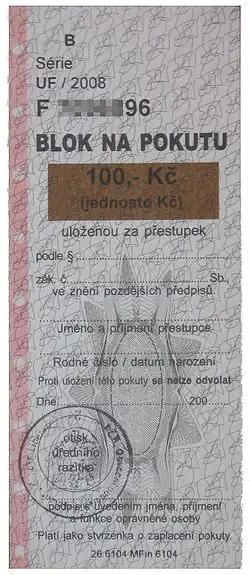 B
Série
UF / 2008
F 96
BLOK NA POKUTU
100,- Kč
(jednosto Kč)
uloženou za přestupek
podle §
zák. č. Sb.,
ve znění pozdějších předpisů.
Jméno a příjmení přestupce
Rodné číslo / datum narození
Proti uložení této pokuty se nelze odvolat
Dne 200
otisk
úředního
razítka
podpis s uvedením jména, příjmení
a funkce oprávněné osoby
Platí jako stvrzenka o zaplacení pokuty.
26 6104 MFin 6104